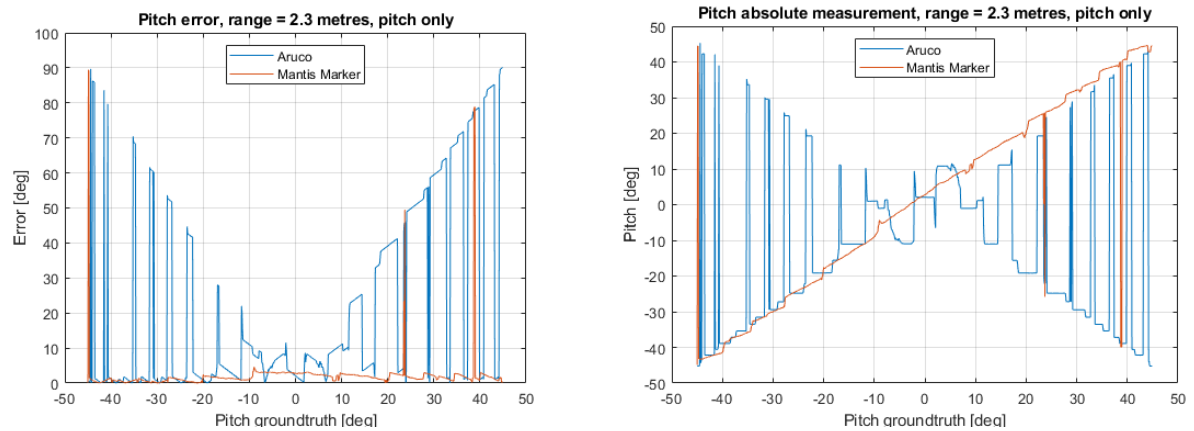 Pitch error, range = 2.3 metres, pitch only
100
90
80
70
60
50
40
30
20
10
0
Error [deg]
Aruco
Mantis Marker
-50 -40 -30 -20 -10 0 10 20 30 40 50
Pitch groundtruth [deg]
Pitch absolute measurement, range = 2.3 metres, pitch only
50
40
30
20
10
0
-10
-20
-30
-40
-50
Pitch [deg]
Aruco
Mantis Marker
-50 -40 -30 -20 -10 0 10 20 30 40 50
Pitch groundtruth [deg]